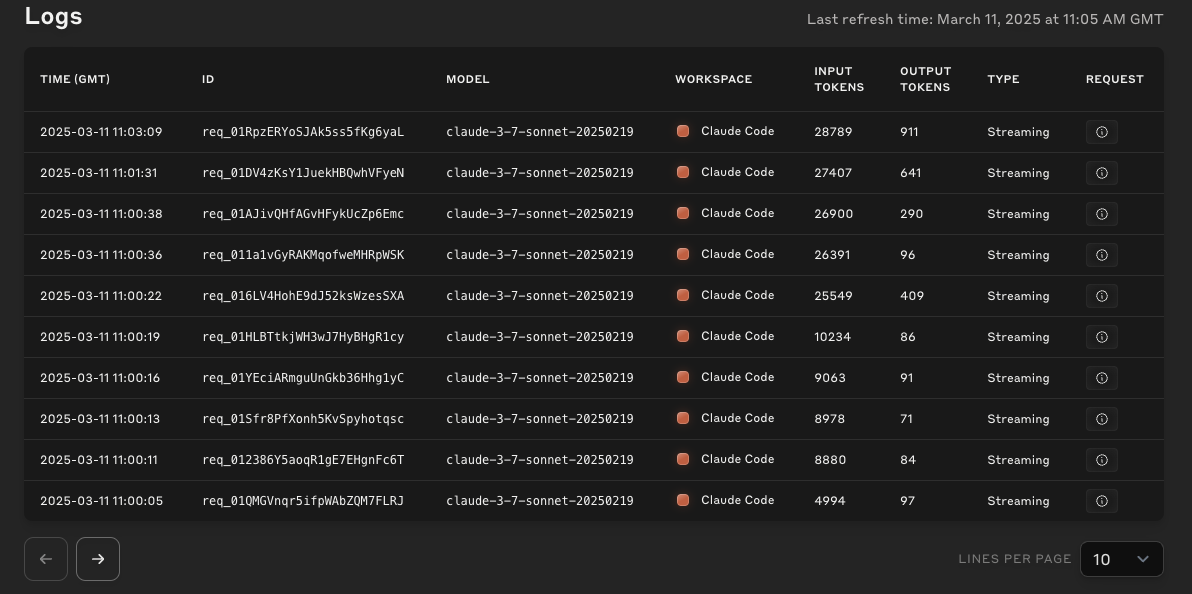 Logs
Last refresh time: March 11, 2025 at 11:05 AM GMT
TIME (GMT) ID MODEL WORKSPACE INPUT TOKENS OUTPUT TOKENS TYPE REQUEST
2025-03-11 11:03:09 req_01RpzERYoSJAk5ss5fKg6yaL claude-3-7-sonnet-20250219 Claude Code 28789 911 Streaming
2025-03-11 11:01:31 req_01DV4zKsY1JuekHBQwhVFyeN claude-3-7-sonnet-20250219 Claude Code 27407 641 Streaming
2025-03-11 11:00:38 req_01AJivQHfAGvHFykUcZp6Emc claude-3-7-sonnet-20250219 Claude Code 26900 290 Streaming
2025-03-11 11:00:36 req_011a1vGyRAKMqofweMHRpWSK claude-3-7-sonnet-20250219 Claude Code 26391 96 Streaming
2025-03-11 11:00:22 req_016LV4HohE9dJ52ksWzesSXA claude-3-7-sonnet-20250219 Claude Code 25549 409 Streaming
2025-03-11 11:00:19 req_01HLBTtkjWH3wJ7HyBHgR1cy claude-3-7-sonnet-20250219 Claude Code 10234 86 Streaming
2025-03-11 11:00:16 req_01YEciARmguUnGkb36Hhg1yC claude-3-7-sonnet-20250219 Claude Code 9063 91 Streaming
2025-03-11 11:00:13 req_01Sfr8PfXonh5KvSpyhotqsc claude-3-7-sonnet-20250219 Claude Code 8978 71 Streaming
2025-03-11 11:00:11 req_012386Y5aoqR1gE7EHgnFc6T claude-3-7-sonnet-20250219 Claude Code 8880 84 Streaming
2025-03-11 11:00:05 req_01QMGVnqr5ifpWAbZQM7FLRJ claude-3-7-sonnet-20250219 Claude Code 4994 97 Streaming
LINES PER PAGE 10